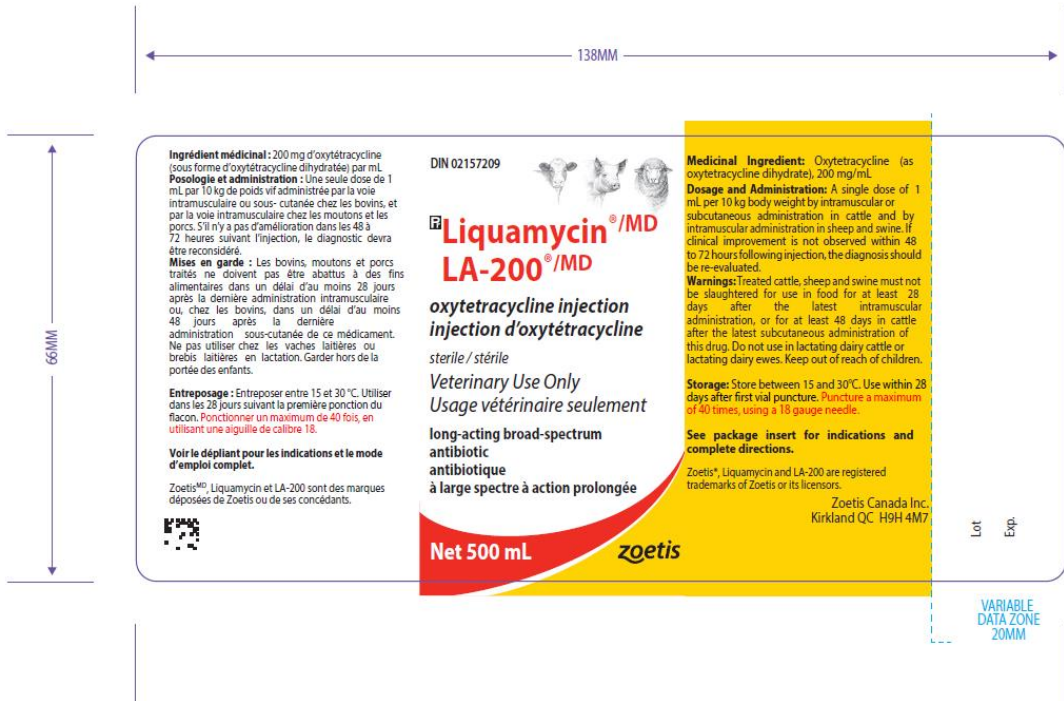 138MM
66MM
Ingrédient médicinal : 200 mg d'oxytétracycline
(sous forme d'oxytétracycline dihydratée) par mL
Posologie et administration : Une seule dose de 1
mL par 10 kg de poids vif administrée par la voie
intramusculaire ou sous- cutanée chez les bovins, et
par la voie intramusculaire chez les moutons et les
porcs. S'il n'y a pas d'amélioration dans les 48 à
72 heures suivant l'injection, le diagnostic devra
être reconsidéré.
Mises en garde : Les bovins, moutons et porcs
traités ne doivent pas être abattus à des fins
alimentaires dans un délai d'au moins 28 jours
après la dernière administration intramusculaire
ou, chez les bovins, dans un délai d'au moins
48 jours après la dernière
administration sous-cutanée de ce médicament.
Ne pas utiliser chez les vaches laitières ou
brebis laitières en lactation. Garder hors de la
portée des enfants.
Entreposage : Entreposer entre 15 et 30 °C. Utiliser
dans les 28 jours suivant la première ponction du
flacon. Ponctionner un maximum de 40 fois, en
utilisant une aiguille de calibre 18.
Voir le dépliant pour les indications et le mode
d'emploi complet.
Zoetis^MD, Liquamycin et LA-200 sont des marques
déposées de Zoetis ou de ses concédants.
DIN 02157209
Pr Liquamycin®/MD
LA-200®/MD
oxytetracycline injection
injection d'oxytétracycline
sterile / stérile
Veterinary Use Only
Usage vétérinaire seulement
long-acting broad-spectrum
antibiotic
antibiotique
à large spectre à action prolongée
Net 500 mL
zoetis
Medicinal Ingredient: Oxytetracycline (as
oxytetracycline dihydrate), 200 mg/mL
Dosage and Administration: A single dose of 1
mL per 10 kg body weight by intramuscular or
subcutaneous administration in cattle and by
intramuscular administration in sheep and swine. If
clinical improvement is not observed within 48
to 72 hours following injection, the diagnosis should
be re-evaluated.
Warnings: Treated cattle, sheep and swine must not
be slaughtered for use in food for at least 28
days after the latest intramuscular
administration, or for at least 48 days in cattle
after the latest subcutaneous administration of
this drug. Do not use in lactating dairy cattle or
lactating dairy ewes. Keep out of reach of children.
Storage: Store between 15 and 30°C. Use within 28
days after first vial puncture. Puncture a maximum
of 40 times, using a 18 gauge needle.
See package insert for indications and
complete directions.
Zoetis®, Liquamycin and LA-200 are registered
trademarks of Zoetis or its licensors.
Zoetis Canada Inc.
Kirkland QC H9H 4M7
Lot
Exp.
VARIABLE
DATA ZONE
20MM